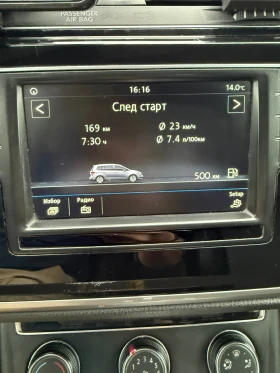 PASSENGER
AIR BAG
16:16
14.0°C
След старт
169 км
Ø 23 км/ч
7:30 ч
Ø 7.4 л/100км
500 км
Избор
Радио
Setup